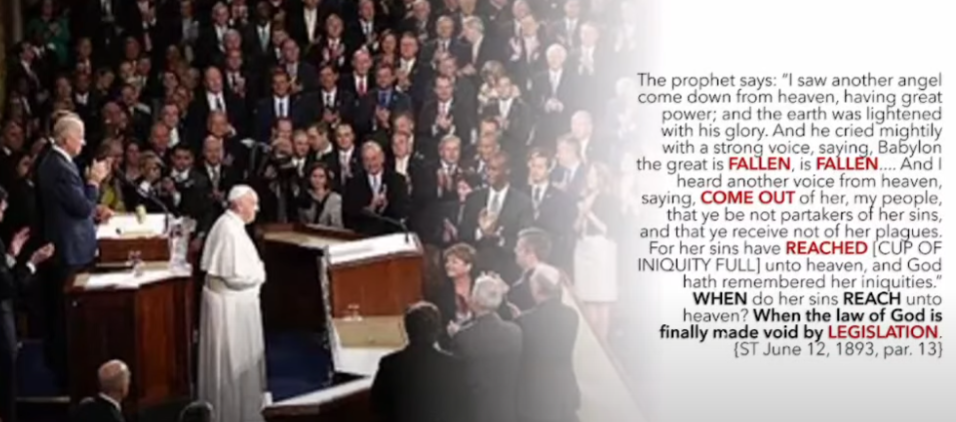 The prophet says: "I saw another angel
come down from heaven, having great
power; and the earth was lightened
with his glory. And he cried mightily
with a strong voice, saying, Babylon
the great is FALLEN, is FALLEN.... And I
heard another voice from heaven,
saying, COME OUT of her, my people,
that ye be not partakers of her sins,
and that ye receive not of her plagues.
For her sins have REACHED [CUP OF
INIQUITY FULL] unto heaven, and God
hath remembered her iniquities."
WHEN do her sins REACH unto
heaven? When the law of God is
finally made void by LEGISLATION.
{ST June 12, 1893, par. 13}